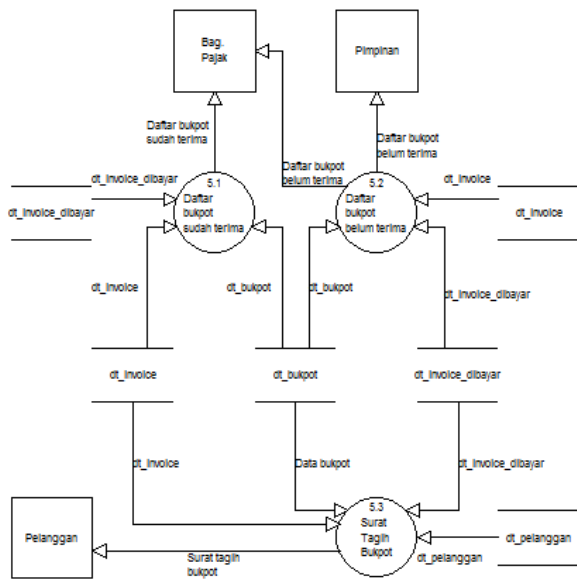 Bag.
Pajak
Pimpinan
Daftar bukpot
sudah terima
Daftar bukpot
belum terima
Daftar bukpot
belum terima
dt_invoice_dibayar
dt_invoice_dibayar
5.1
Daftar
bukpot
sudah terima
5.2
Daftar
bukpot
belum terima
dt_invoice
dt_invoice
dt_invoice
dt_bukpot
dt_bukpot
dt_invoice_dibayar
dt_invoice
dt_bukpot
dt_invoice_dibayar
dt_invoice
Data bukpot
dt_invoice_dibayar
5.3
Surat
Tagih
Bukpot
Pelanggan
Surat tagih
bukpot
dt_pelanggan
dt_pelanggan